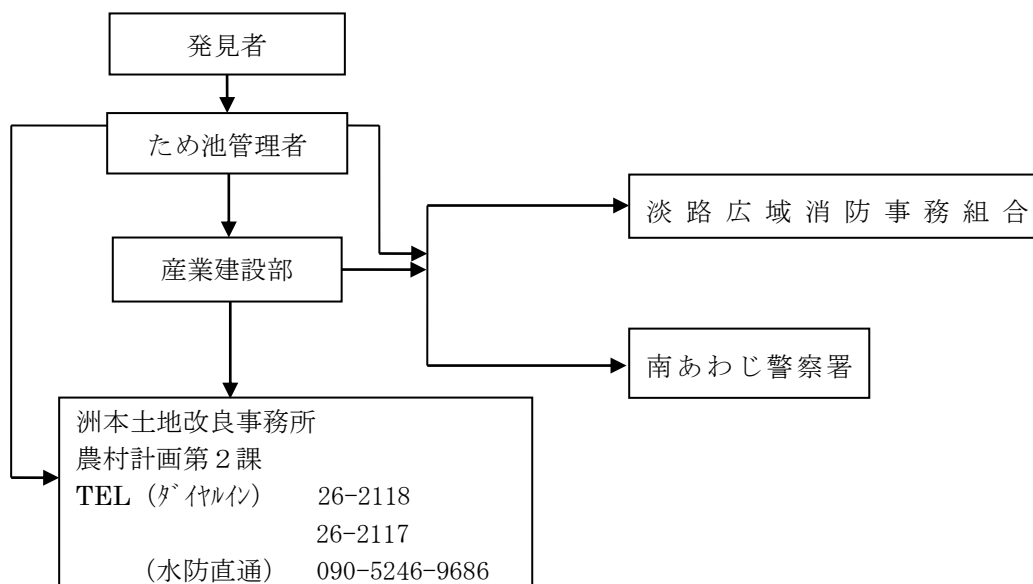 発見者
ため池管理者
淡路広域消防事務組合
産業建設部
南あわじ警察署
洲本土地改良事務所
農村計画第２課
TEL（ﾀﾞｲﾔﾙｲﾝ） 26-2118
26-2117
（水防直通） 090-5246-9686